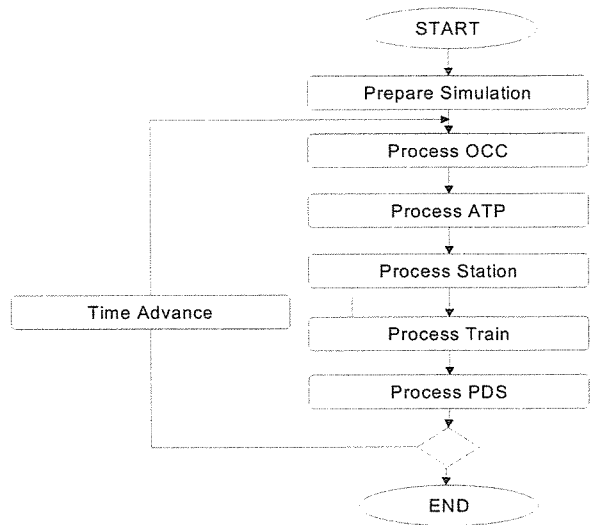 START
Prepare Simulation
Process OCC
Process ATP
Process Station
Time Advance
Process Train
Process PDS
END